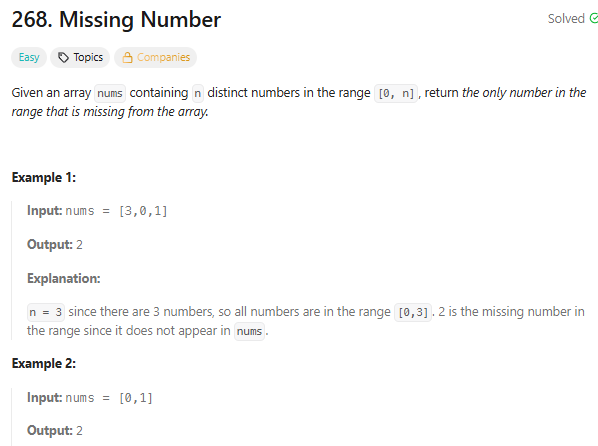 268. Missing Number
Solved
Easy Topics Companies
Given an array nums containing n distinct numbers in the range [0, n], return the only number in the
range that is missing from the array.
Example 1:
Input: nums = [3,0,1]
Output: 2
Explanation:
n = 3 since there are 3 numbers, so all numbers are in the range [0,3]. 2 is the missing number in
the range since it does not appear in nums.
Example 2:
Input: nums = [0,1]
Output: 2